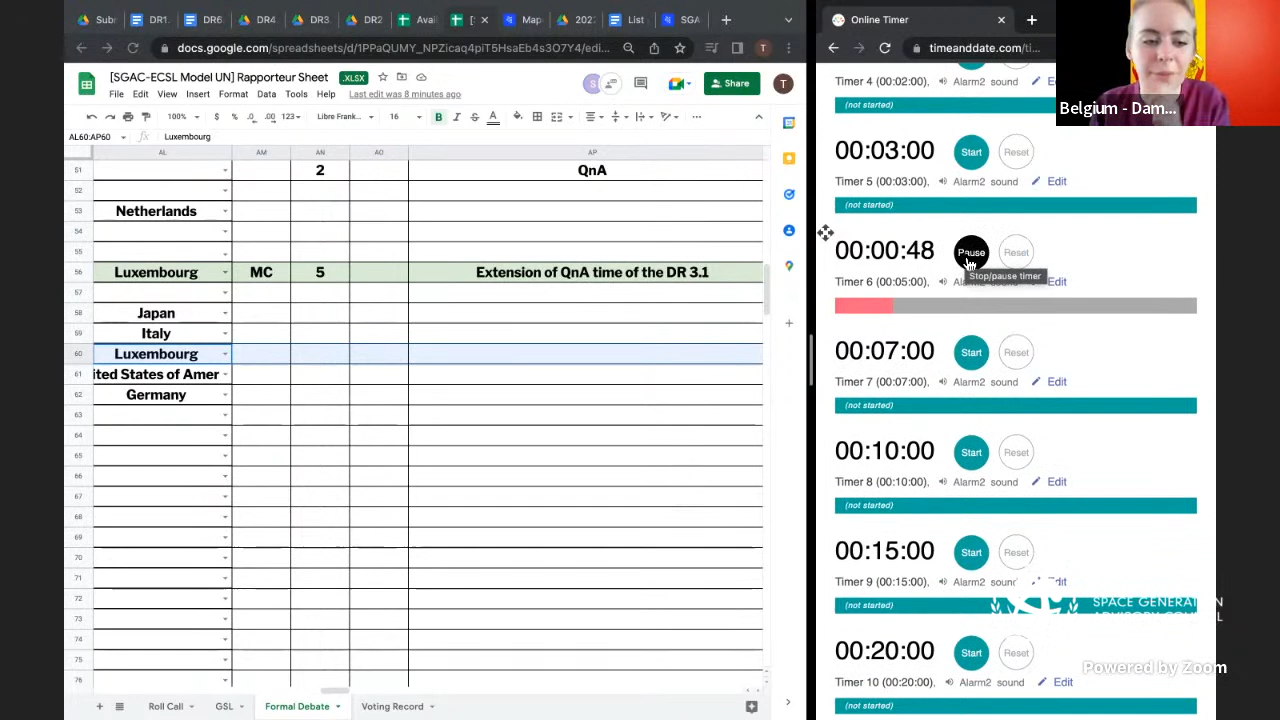 Sub
DR1.
DR6
DR4
DR3.
DR2
Avai
[
Map
202
List
SGA
Online Timer
docs.google.com/spreadsheets/d/1PPaQUMY_NPZicaq4HT5HsaEb4s3O7Y4/edi...
T
timeanddate.com/ti...
[SGAC-ECSL Model UN] Rapporteur Sheet
.XLSX
S
Share
T
File Edit View Insert Format Data Tools Help Last edit was 8 minutes ago
100% $ % .0 .00 123 Libre Frank... 16 B I S A
AL60:AP60 fx Luxembourg
AL AM AN AO AP
51 2 QnA
52
53 Netherlands
54
55
56 Luxembourg MC 5 Extension of QnA time of the DR 3.1
57
58 Japan
59 Italy
60 Luxembourg
61 ited States of Amer
62 Germany
63
64
65
66
67
68
69
70
71
72
73
74
75
76
Roll Call GSL Formal Debate Voting Record
Timer 4 (00:02:00), Alarm2 sound Ed
(not started)
00:03:00 Start Reset
Timer 5 (00:03:00), Alarm2 sound Edit
(not started)
00:00:48 Pause Reset
Stop/pause timer
Timer 6 (00:05:00), Edit
00:07:00 Start Reset
Timer 7 (00:07:00), Alarm2 sound Edit
(not started)
00:10:00 Start Reset
Timer 8 (00:10:00), Alarm2 sound Edit
(not started)
00:15:00 Start Reset
Timer 9 (00:15:00), Alarm2 sound Edit
(not started)
00:20:00 Start Reset
Timer 10 (00:20:00), Alarm2 sound Edit
(not started)
Belgium - Dam...
SPACE GENERATION
ADVISORY COUNCIL
Powered by Zoom